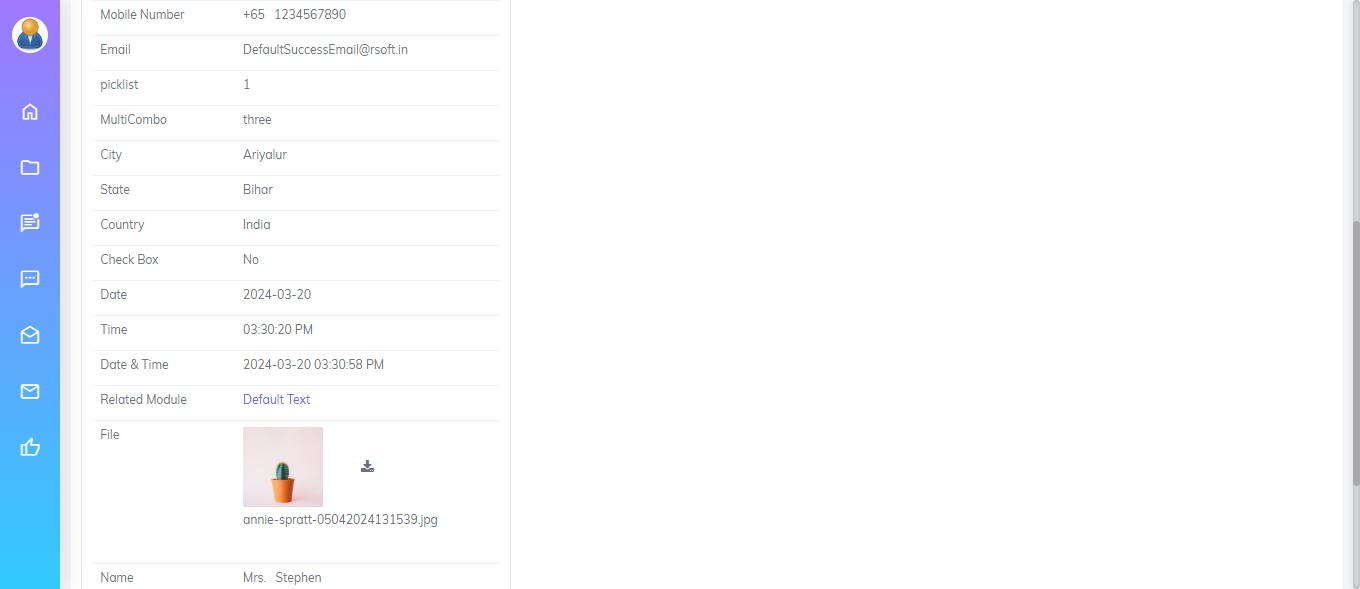 Mobile Number +65 1234567890
Email DefaultSuccessEmail@rsoft.in
picklist 1
MultiCombo three
City Ariyalur
State Bihar
Country India
Check Box No
Date 2024-03-20
Time 03:30:20 PM
Date & Time 2024-03-20 03:30:58 PM
Related Module Default Text
File
annie-spratt-05042024131539.jpg
Name Mrs. Stephen